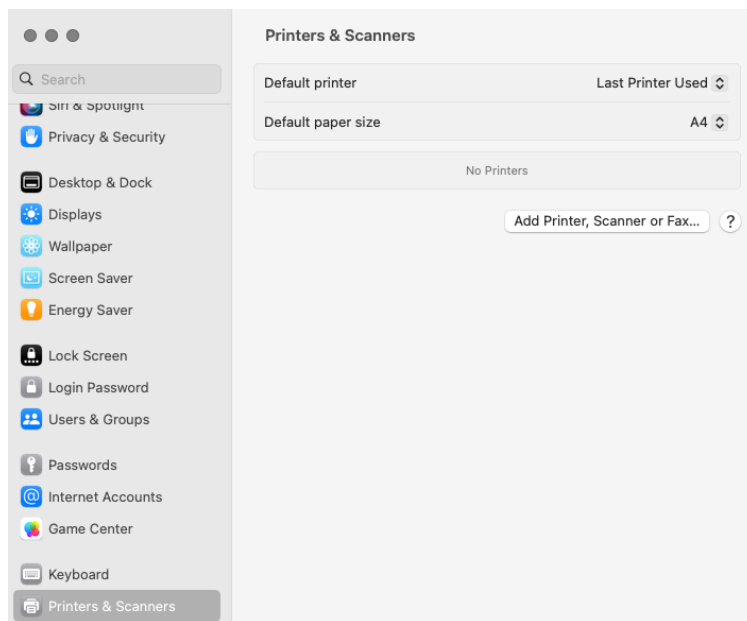 Printers & Scanners
Search
Siri & Spotlight
Privacy & Security
Desktop & Dock
Displays
Wallpaper
Screen Saver
Energy Saver
Lock Screen
Login Password
Users & Groups
Passwords
Internet Accounts
Game Center
Keyboard
Printers & Scanners
Default printer Last Printer Used
Default paper size A4
No Printers
Add Printer, Scanner or Fax... ?